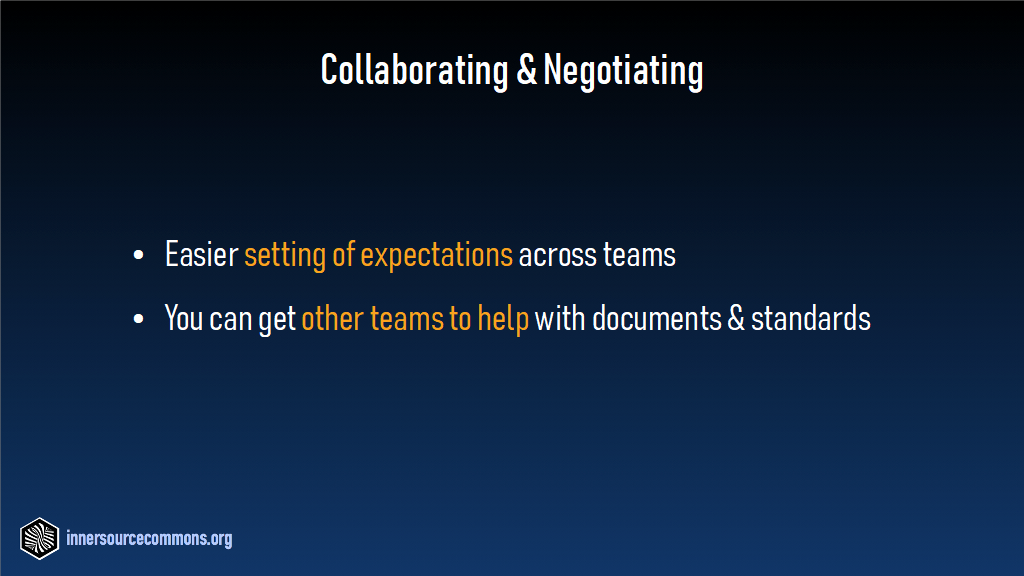 Collaborating & Negotiating
• Easier setting of expectations across teams
• You can get other teams to help with documents & standards
innersourcecommons.org